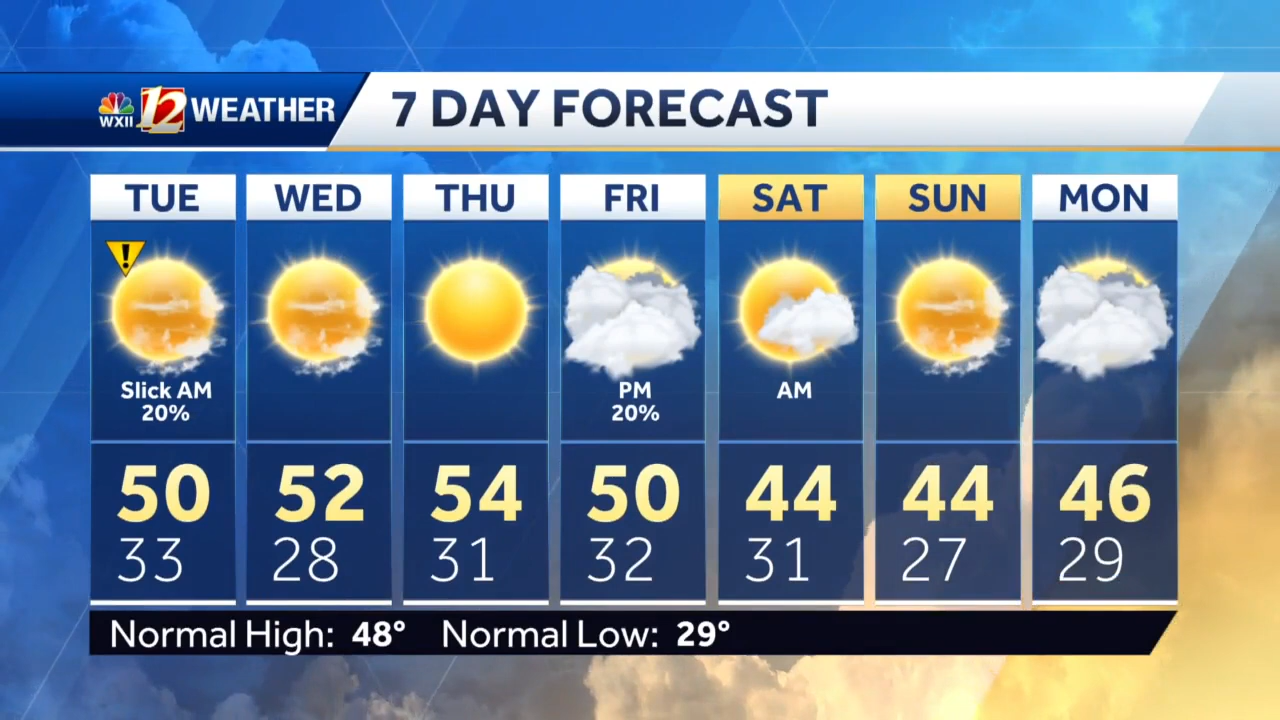 WXII 12 WEATHER
7 DAY FORECAST
TUE WED THU FRI SAT SUN MON
!
Slick AM PM AM
20% 20%
50 52 54 50 44 44 46
33 28 31 32 31 27 29
Normal High: 48° Normal Low: 29°